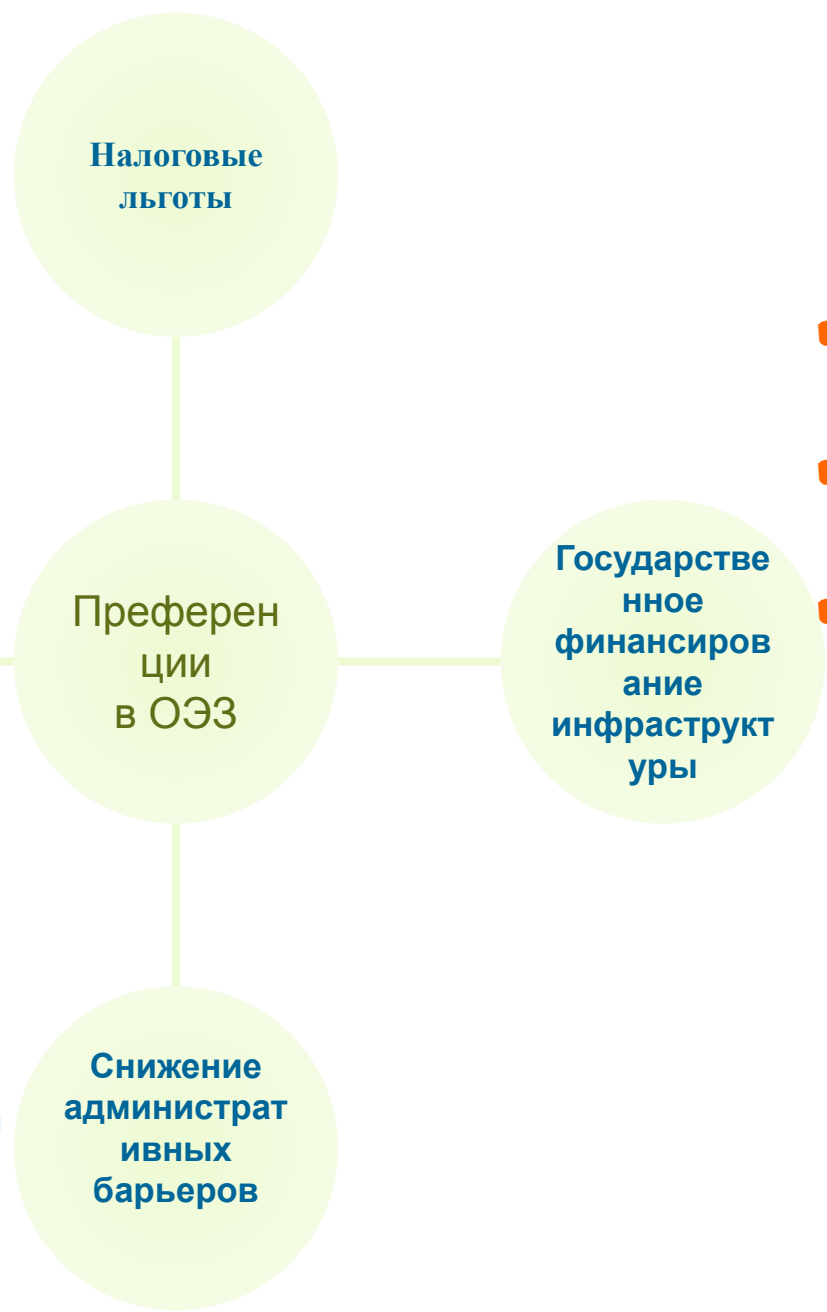 Налоговые
льготы
Преферен
ции
в ОЭЗ
Государстве
нное
финансиров
ание
инфраструкт
уры
Снижение
администрат
ивных
барьеров